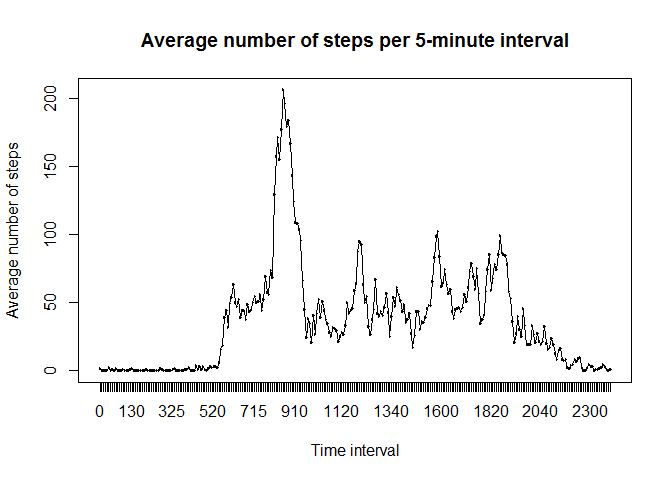 Average number of steps per 5-minute interval
Average number of steps
200
150
100
50
0
0 130 325 520 715 910 1120 1340 1600 1820 2040 2300
Time interval